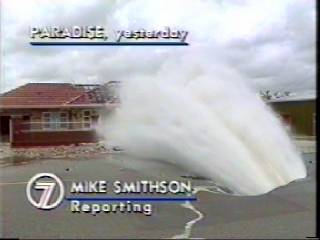 PARADISE, yesterday
7
MIKE SMITHSON
Reporting